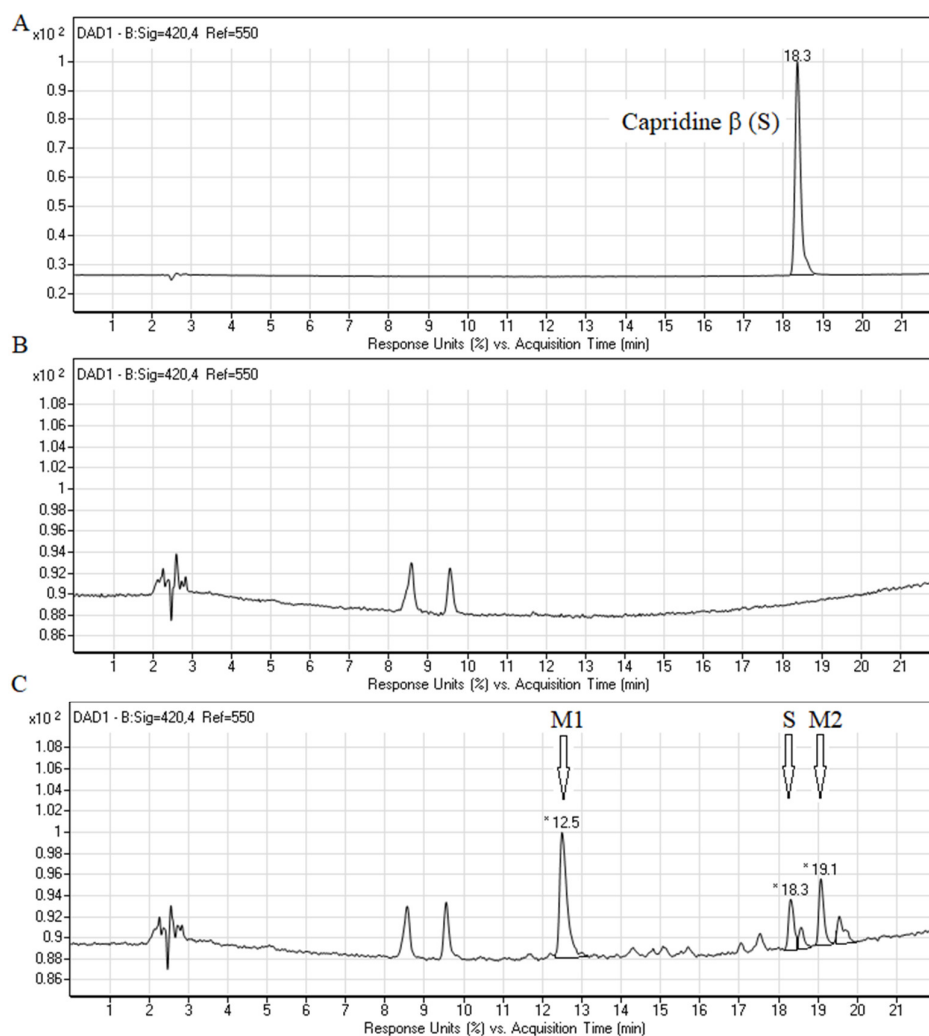 A
x10 2
DAD1 - B:Sig=420,4 Ref=550
18.3
Capridine β (S)
1
0.9
0.8
0.7
0.6
0.5
0.4
0.3
0.2
1 2 3 4 5 6 7 8 9 10 11 12 13 14 15 16 17 18 19 20 21
Response Units (%) vs. Acquisition Time (min)
B
x10 2
DAD1 - B:Sig=420,4 Ref=550
1.08
1.06
1.04
1.02
1
0.98
0.96
0.94
0.92
0.9
0.88
0.86
1 2 3 4 5 6 7 8 9 10 11 12 13 14 15 16 17 18 19 20 21
Response Units (%) vs. Acquisition Time (min)
C
x10 2
DAD1 - B:Sig=420,4 Ref=550
M1 S M2
1.08
1.06
1.04
1.02
1
0.98
0.96
0.94
0.92
0.9
0.88
0.86
* 12.5
* 18.3
* 19.1
1 2 3 4 5 6 7 8 9 10 11 12 13 14 15 16 17 18 19 20 21
Response Units (%) vs. Acquisition Time (min)